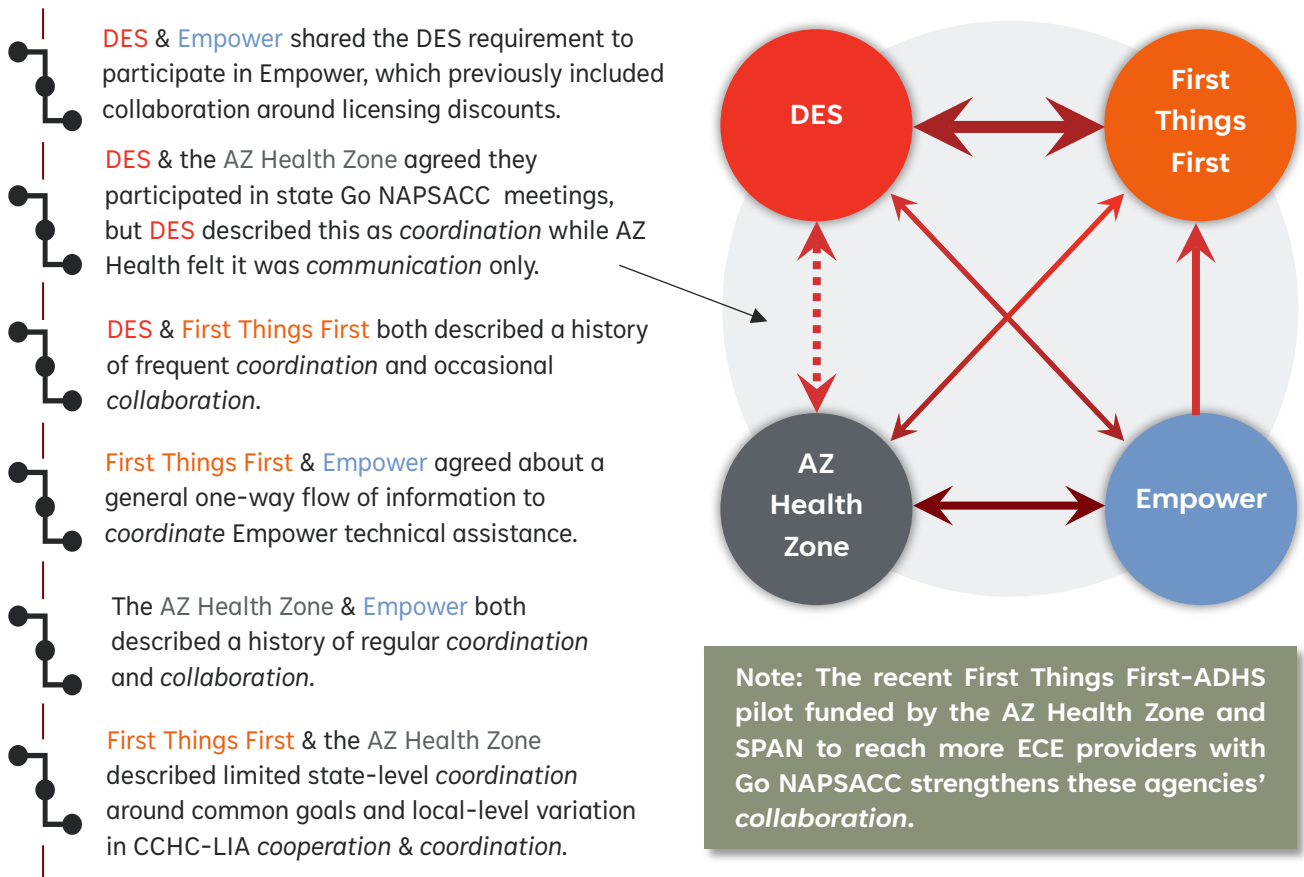 DES & Empower shared the DES requirement to
participate in Empower, which previously included
collaboration around licensing discounts.
DES & the AZ Health Zone agreed they
participated in state Go NAPSACC meetings,
but DES described this as coordination while AZ
Health felt it was communication only.
DES & First Things First both described a history
of frequent coordination and occasional
collaboration.
First Things First & Empower agreed about a
general one-way flow of information to
coordinate Empower technical assistance.
The AZ Health Zone & Empower both
described a history of regular coordination
and collaboration.
First Things First & the AZ Health Zone
described limited state-level coordination
around common goals and local-level variation
in CCHC-LIA cooperation & coordination.
DES
First
Things
First
AZ
Health
Zone
Empower
Note: The recent First Things First-ADHS
pilot funded by the AZ Health Zone and
SPAN to reach more ECE providers with
Go NAPSACC strengthens these agencies’
collaboration.